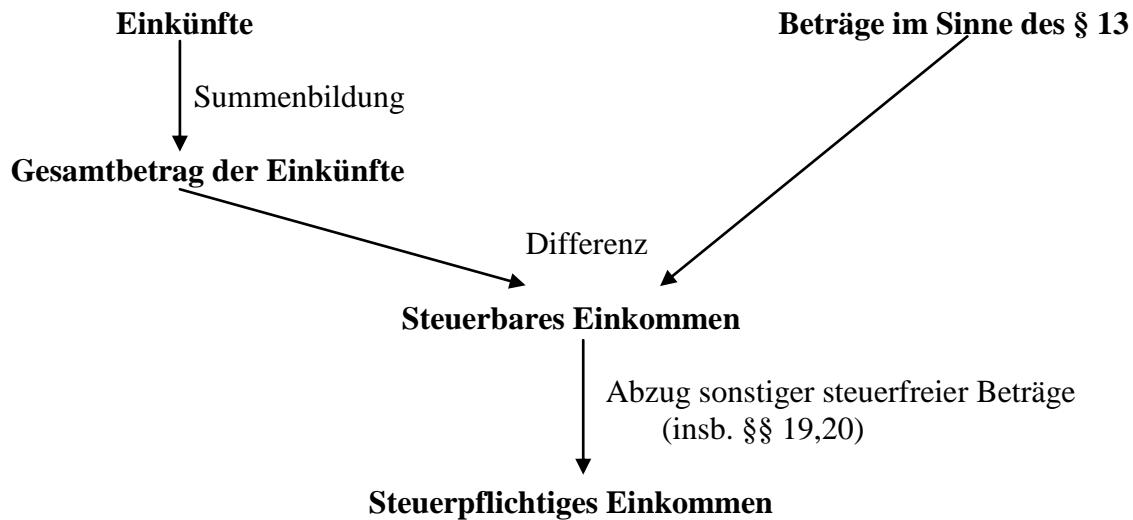 Einkünfte
Beträge im Sinne des § 13
Summenbildung
Gesamtbetrag der Einkünfte
Differenz
Steuerbares Einkommen
Abzug sonstiger steuerfreier Beträge
(insb. §§ 19,20)
Steuerpflichtiges Einkommen